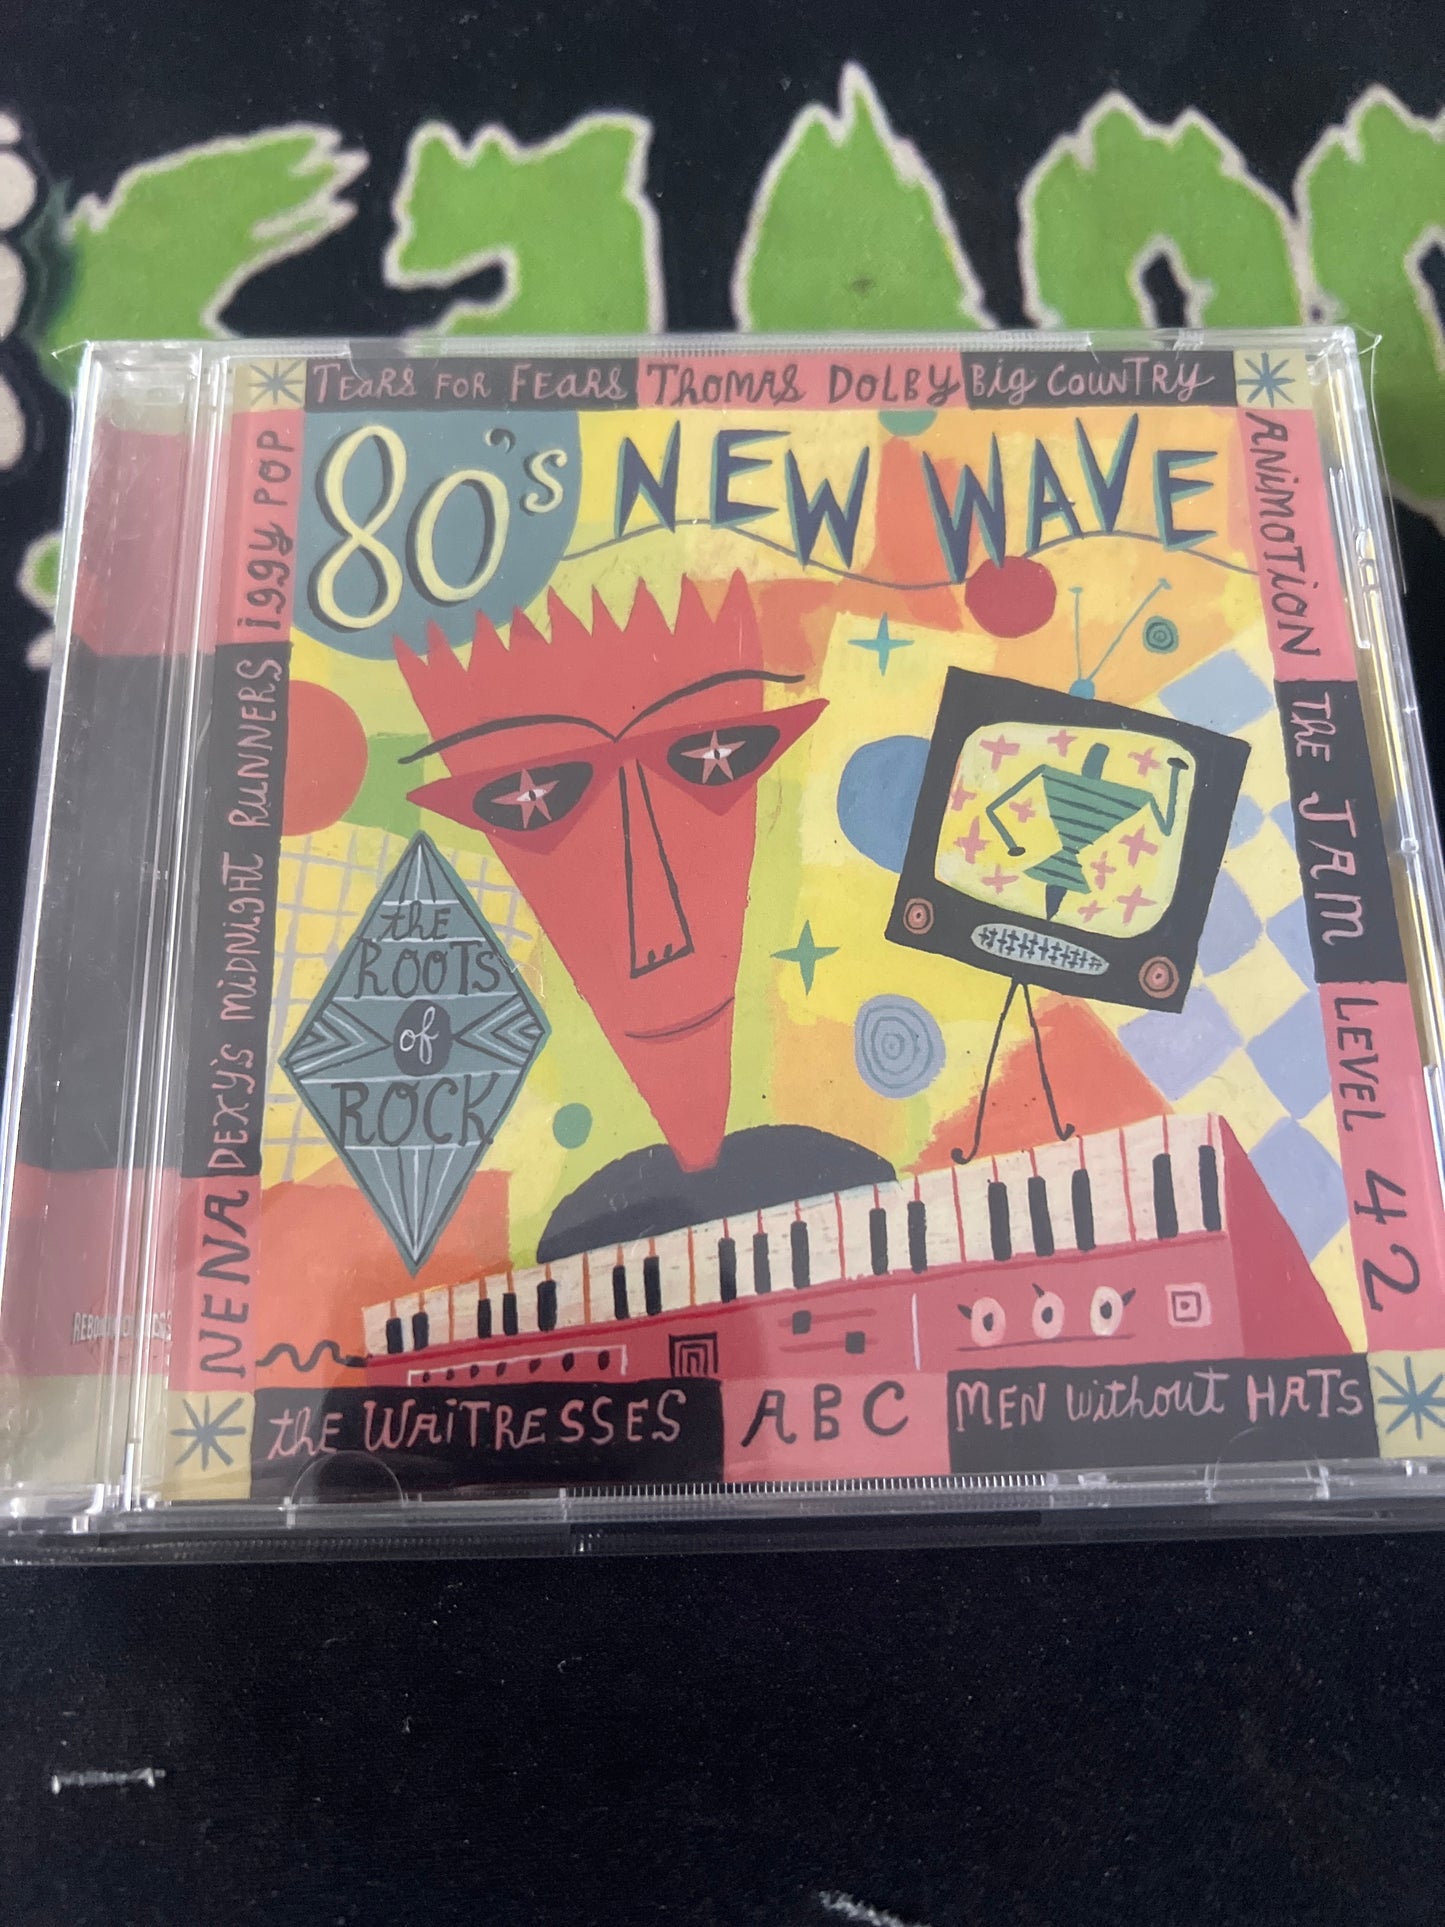 TEARS FOR FEARS THOMAS DOLBY Big COUNTRY
80's NEW WAVE
ANiMOTiON
THE JAM
LEVEL 42
iggy POP
DEXY'S MiDNiGHT RUNNERS
NENA
the
ROOTS
of
ROCK
the WAiTRESSES ABC MEN without HATS